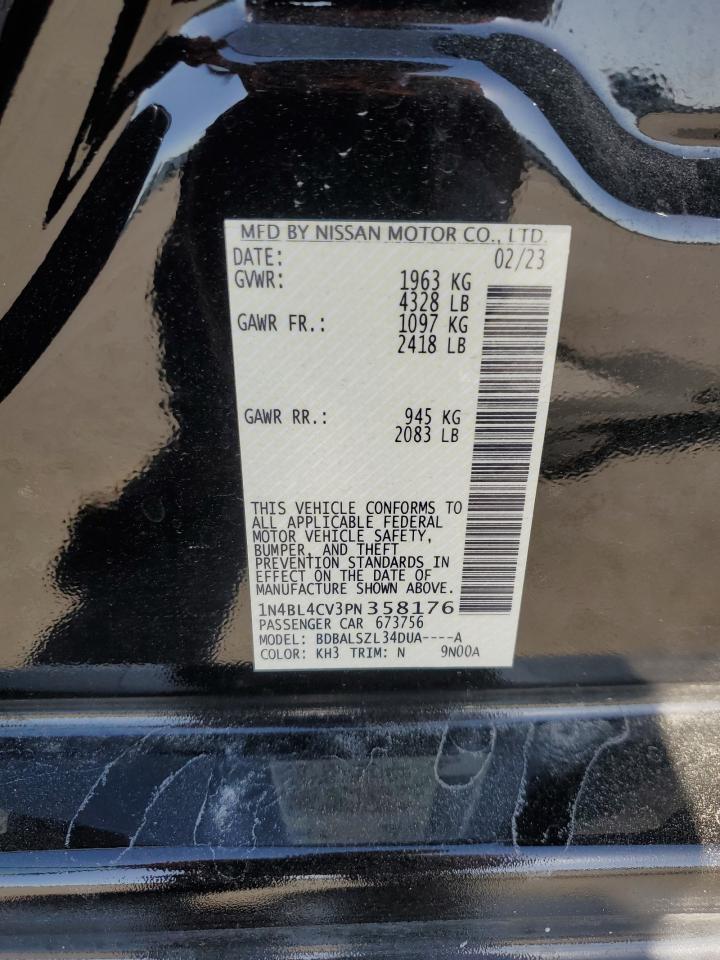 MFD BY NISSAN MOTOR CO., LTD.
DATE: 02/23
GVWR: 1963 KG
4328 LB
GAWR FR.: 1097 KG
2418 LB
GAWR RR.: 945 KG
2083 LB
THIS VEHICLE CONFORMS TO
ALL APPLICABLE FEDERAL
MOTOR VEHICLE SAFETY,
BUMPER, AND THEFT
PREVENTION STANDARDS IN
EFFECT ON THE DATE OF
MANUFACTURE SHOWN ABOVE.
1N4BL4CV3PN358176
PASSENGER CAR 673756
MODEL: BDBALSZL34DUA----A
COLOR: KH3 TRIM: N 9N00A